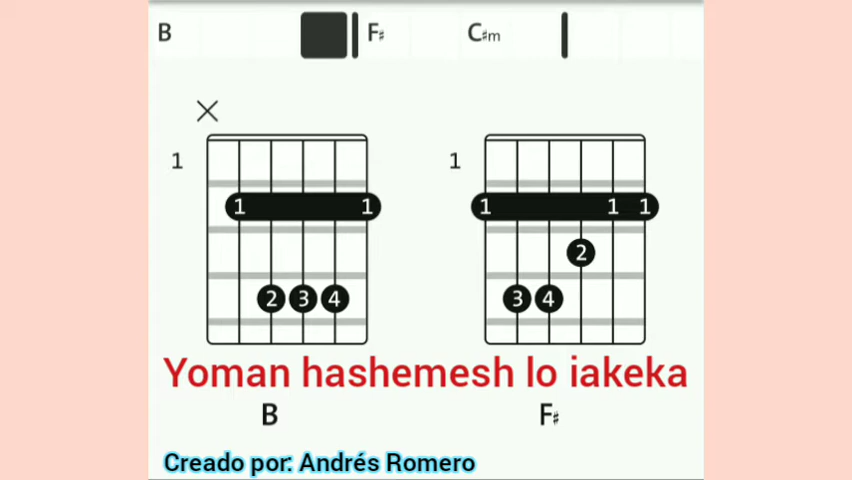 B F♯ C♯m
×
1 1
1 1 1 1 1
2
2 3 4 3 4
Yoman hashemesh lo iakeka
B F♯
Creado por: Andrés Romero